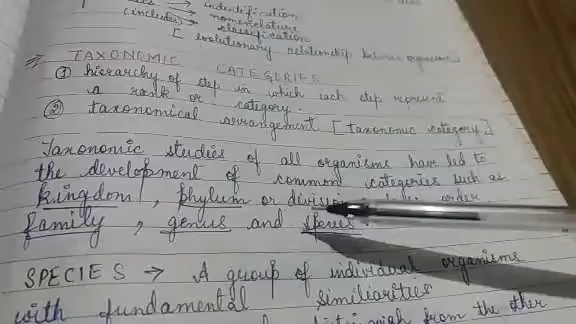 → indentification
(includes) → nomenclature
→ classification
[ evolutionary relationship between organisms
⇒ TAXONOMIC CATEGORIES
① hierarchy of step in which each step represent
a rank or category.
② taxonomical arrangement [taxonomic category]
Taxonomic studies of all organisms have led to
the development of common categories such as
kingdom, phylum or division order
family, genus and species.
SPECIES → A group of individual organisms
with fundamental similiarities
from the other